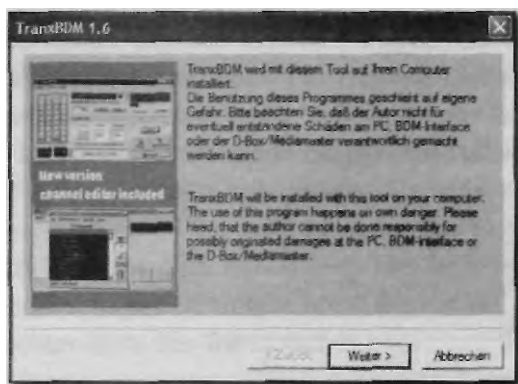 TranxBDM 1.6
TranxBDM wird mit diesem Tool auf Ihren Computer
installiert.
Die Benutzung dieses Programmes geschieht auf eigene
Gefahr. Bitte beachten Sie, daß der Autor nicht für
eventuell entstandene Schäden am PC, BDM-Interface
oder der D-Box/Mediamaster verantwortlich gemacht
werden kann.
New version
channel editor included
TranxBDM will be installed with this tool on your computer.
The use of this program happens on own danger. Please
heed, that the author cannot be done responsibly for
possibly originated damages at the PC, BDM-interface or
the D-Box/Mediamaster.
< Zurück
Weiter >
Abbrechen